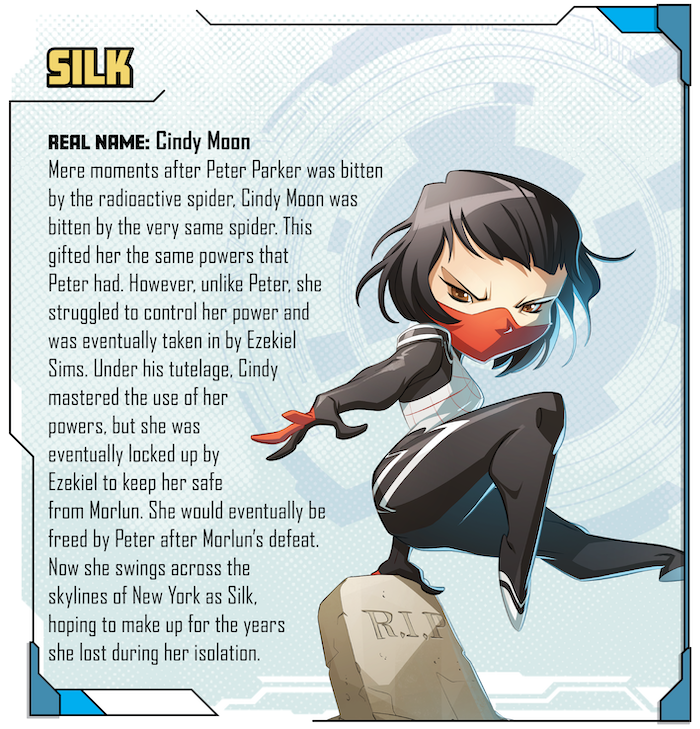 SILK
REAL NAME: Cindy Moon
Mere moments after Peter Parker was bitten
by the radioactive spider, Cindy Moon was
bitten by the very same spider. This
gifted her the same powers that
Peter had. However, unlike Peter, she
struggled to control her power and
was eventually taken in by Ezekiel
Sims. Under his tutelage, Cindy
mastered the use of her
powers, but she was
eventually locked up by
Ezekiel to keep her safe
from Morlun. She would eventually be
freed by Peter after Morlun's defeat.
Now she swings across the
skylines of New York as Silk,
hoping to make up for the years
she lost during her isolation.
R.I.P